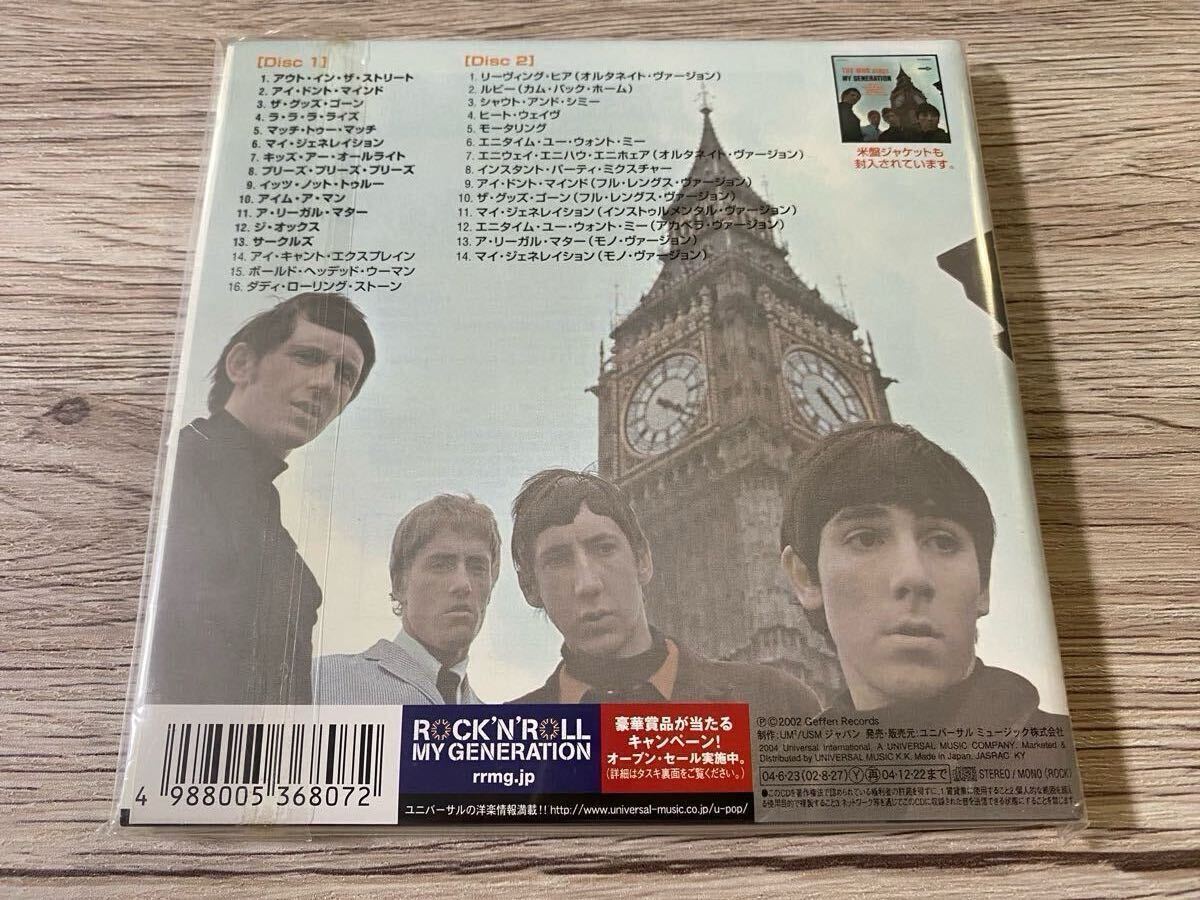 [Disc 1]
1. アウト・イン・ザ・ストリート
2. アイ・ドント・マインド
3. ザ・グッズ・ゴーン
4. ラ・ラ・ラ・ライズ
5. マッチ・トゥー・マッチ
6. マイ・ジェネレイション
7. キッズ・アー・オールライト
8. プリーズ・プリーズ・プリーズ
9. イッツ・ノット・トゥルー
10. アイム・ア・マン
11. ア・リーガル・マター
12. ジ・オックス
13. サークルズ
14. アイ・キャント・エクスプレイン
15. ボールド・ヘッデッド・ウーマン
16. ダディ・ローリング・ストーン
[Disc 2]
1. リーヴィング・ヒア(オルタネイト・ヴァージョン)
2. ルビー(カム・バック・ホーム)
3. シャウト・アンド・シミー
4. ヒート・ウェイヴ
5. モータリング
6. エニタイム・ユー・ウォント・ミー
7. エニウェイ・エニハウ・エニホェア(オルタネイト・ヴァージョン)
8. インスタント・パーティ・ミクスチャー
9. アイ・ドント・マインド(フル・レングス・ヴァージョン)
10. ザ・グッズ・ゴーン(フル・レングス・ヴァージョン)
11. マイ・ジェネレイション(インストゥルメンタル・ヴァージョン)
12. エニタイム・ユー・ウォント・ミー(アカペラ・ヴァージョン)
13. ア・リーガル・マター(モノ・ヴァージョン)
14. マイ・ジェネレイション(モノ・ヴァージョン)
THE WHO sings
MY GENERATION
米盤ジャケットも
封入されています。
4 988005 368072
ROCK'N'ROLL
MY GENERATION
rrmg.jp
豪華賞品が当たる
キャンペーン!
オープン・セール実施中。
(詳細はタスキ裏面をご覧ください。)
ユニバーサルの洋楽情報満載!! http://www.universal-music.co.jp/u-pop/
ⓅⒸ2002 Geffen Records
制作:UM³/USM ジャパン 発売・販売元:ユニバーサル ミュージック株式会社
2004 Universal International, A UNIVERSAL MUSIC COMPANY. Marketed &
Distributed by UNIVERSAL MUSIC K.K. Made in Japan. JASRAC KY
04・6・23 (02・8・27) Ⓨ 再 04・12・22まで STEREO / MONO (ROCK)